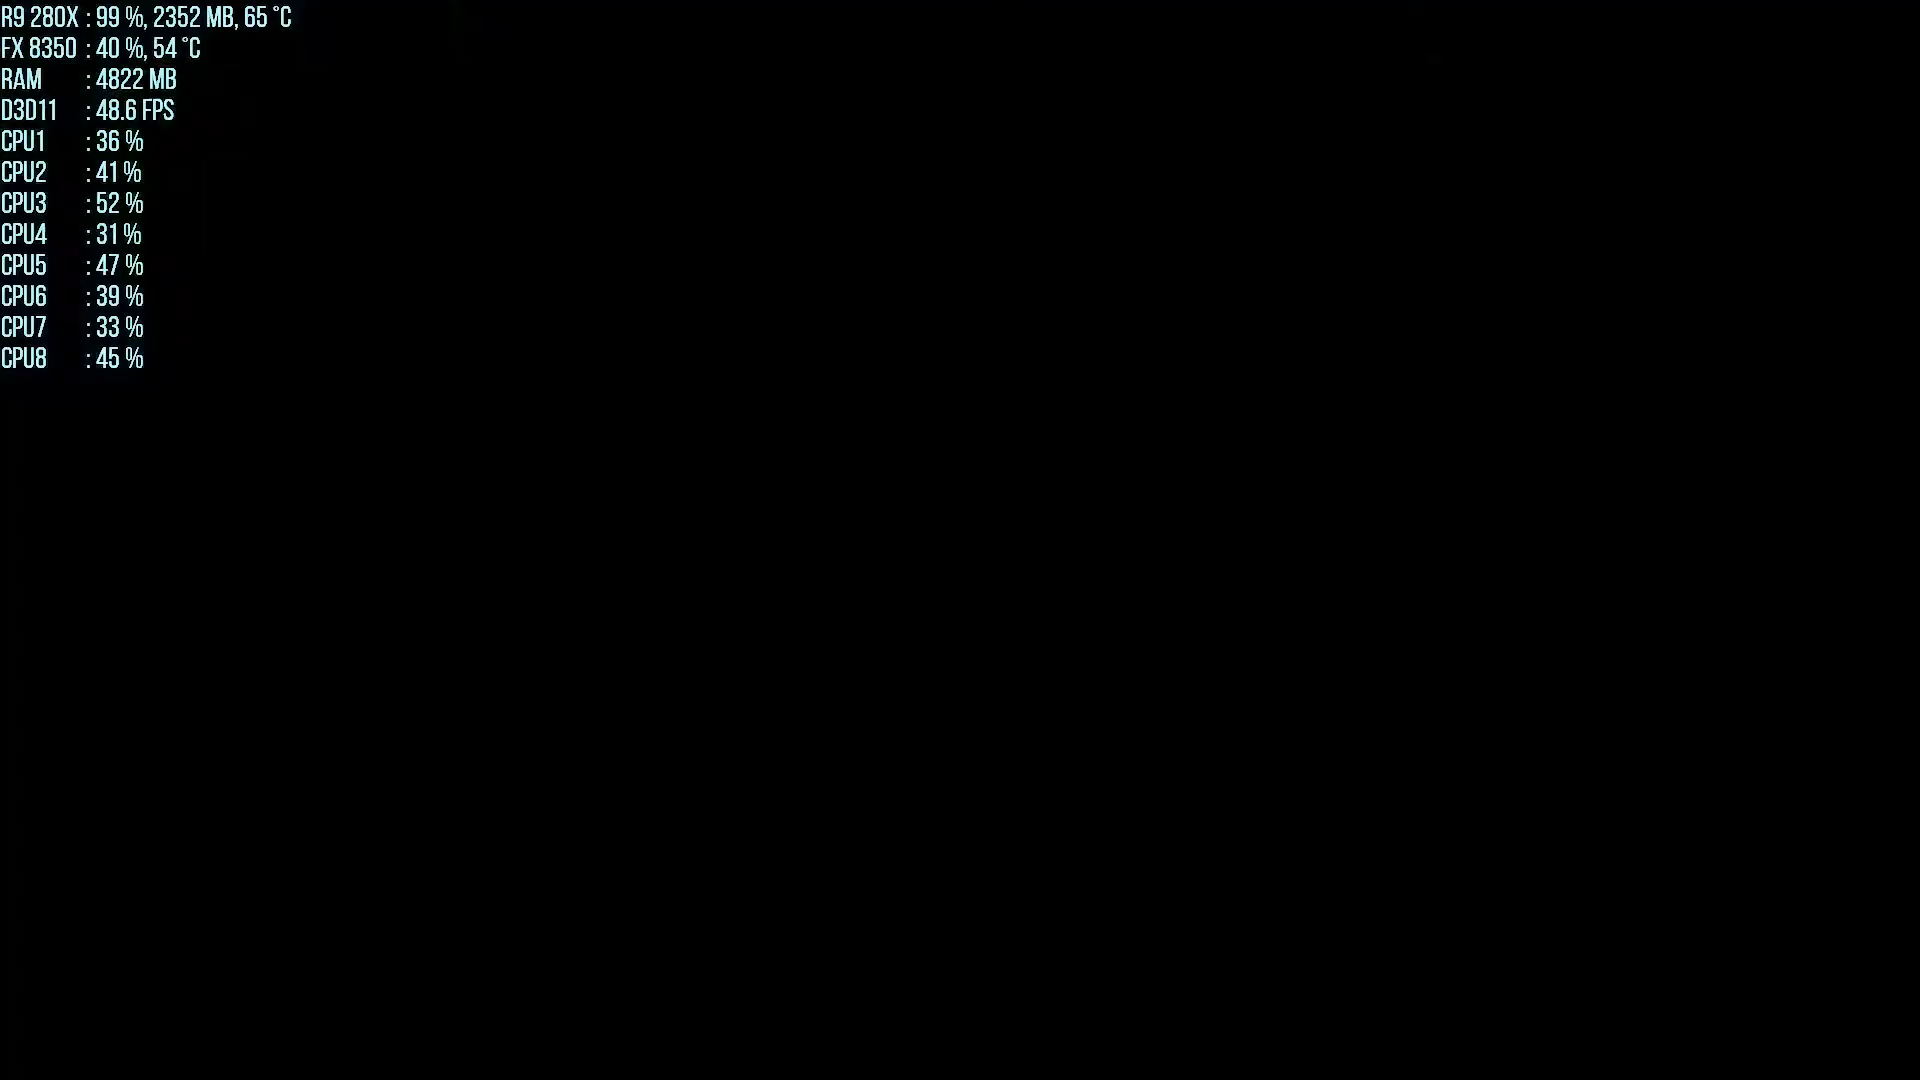 R9 280X : 99 %, 2352 MB, 65 °C
FX 8350 : 40 %, 54 °C
RAM : 4822 MB
D3D11 : 48.6 FPS
CPU1 : 36 %
CPU2 : 41 %
CPU3 : 52 %
CPU4 : 31 %
CPU5 : 47 %
CPU6 : 39 %
CPU7 : 33 %
CPU8 : 45 %